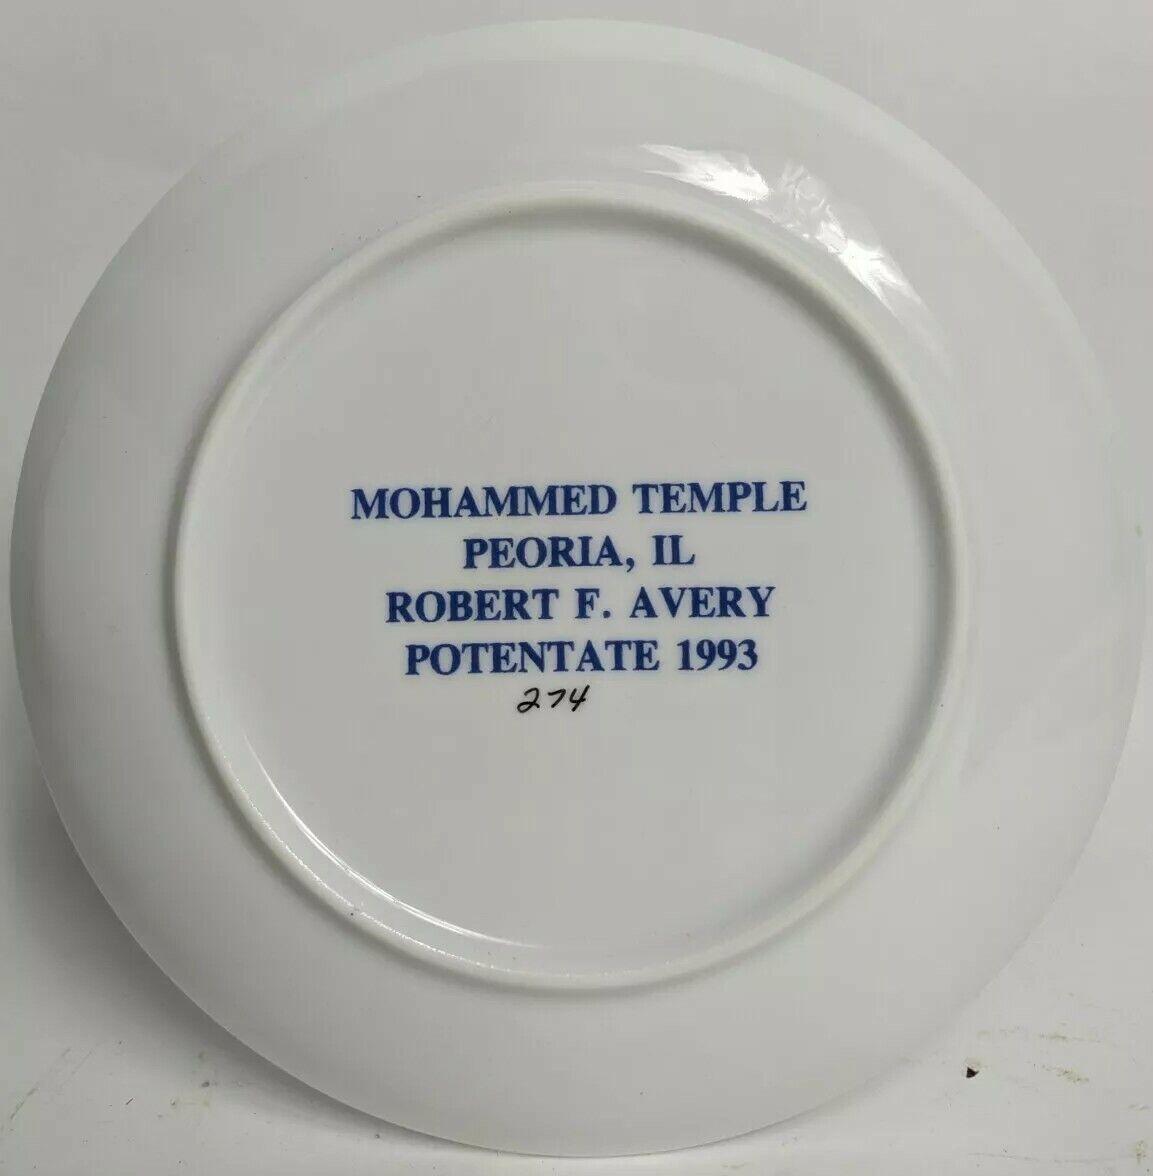 MOHAMMED TEMPLE
PEORIA, IL
ROBERT F. AVERY
POTENTATE 1993
274